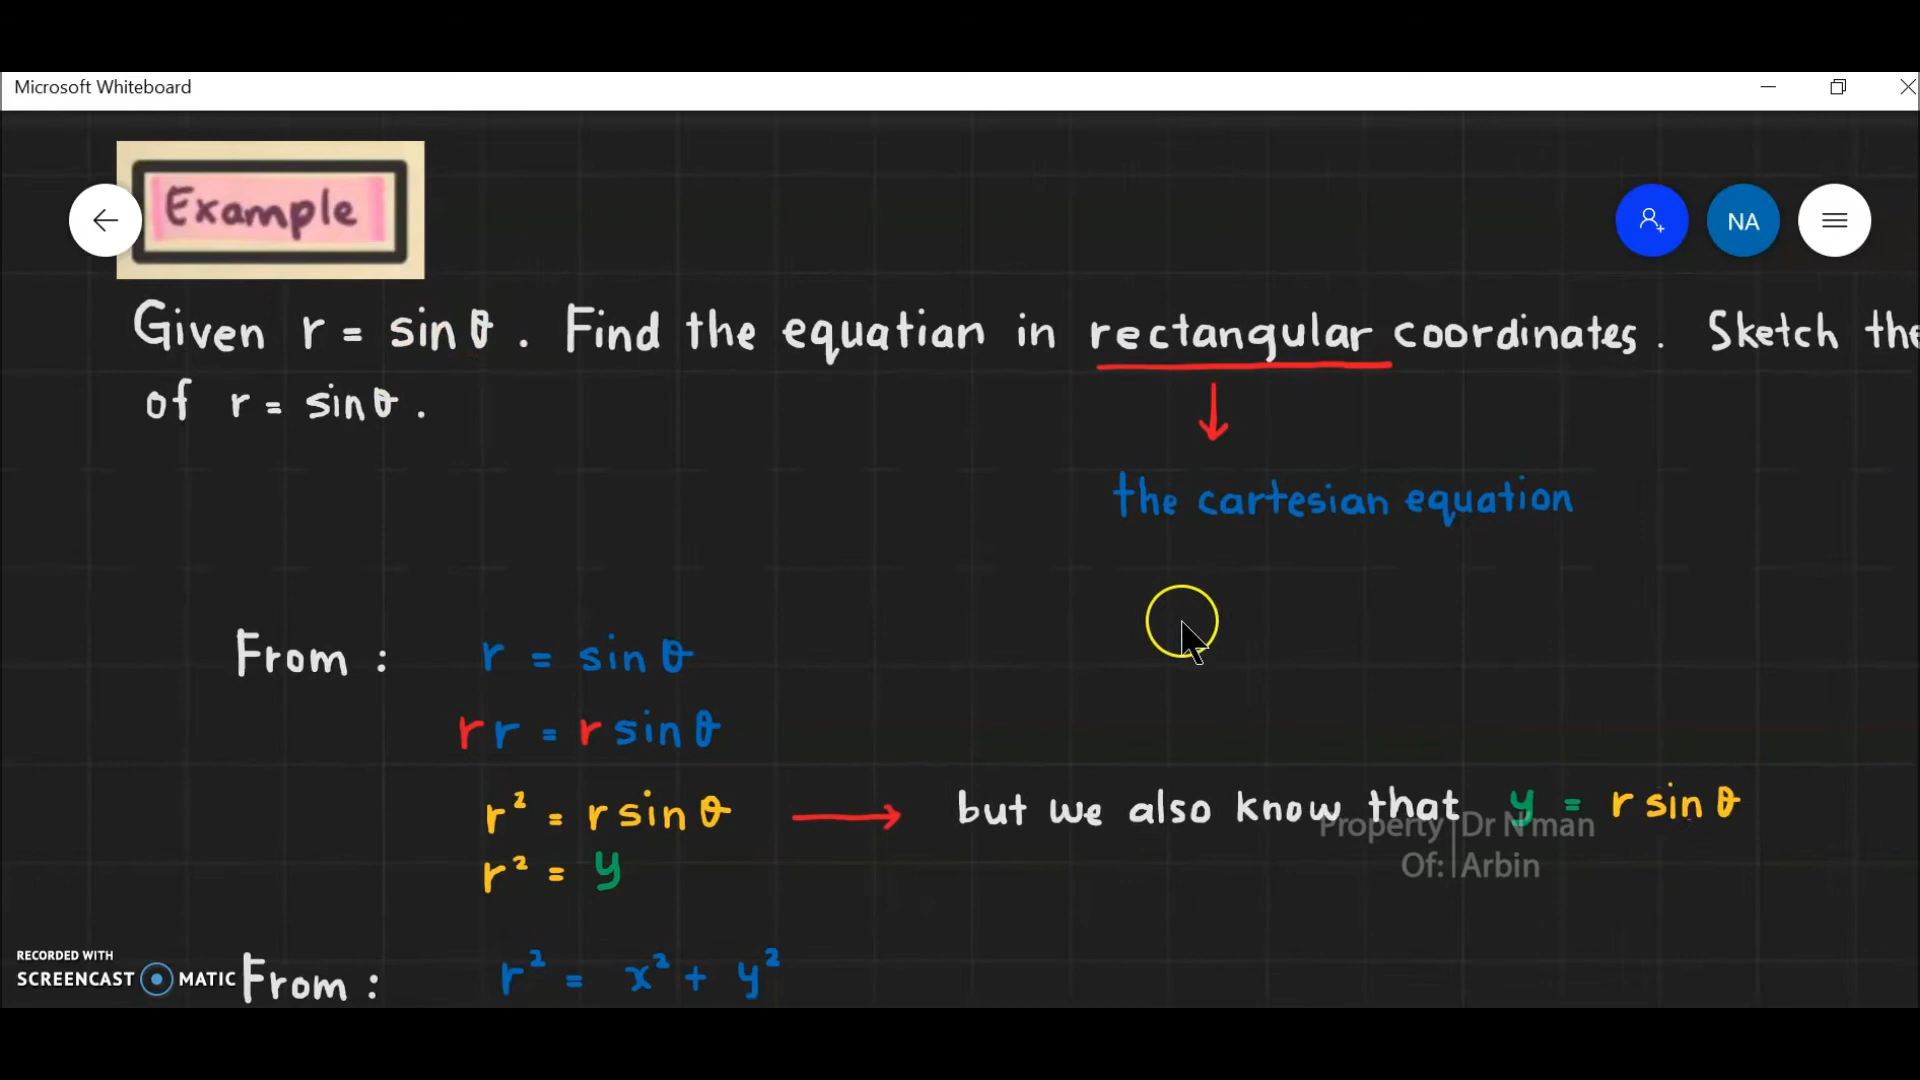 Microsoft Whiteboard
Example
NA
Given r = sin θ . Find the equation in rectangular coordinates . Sketch the
of r = sin θ .
the cartesian equation
From : r = sin θ
r r = r sin θ
r² = r sin θ → but we also know that y = r sin θ
Property Dr N'man
Of: Arbin
r² = y
RECORDED WITH
SCREENCAST MATIC
From : r² = x² + y²